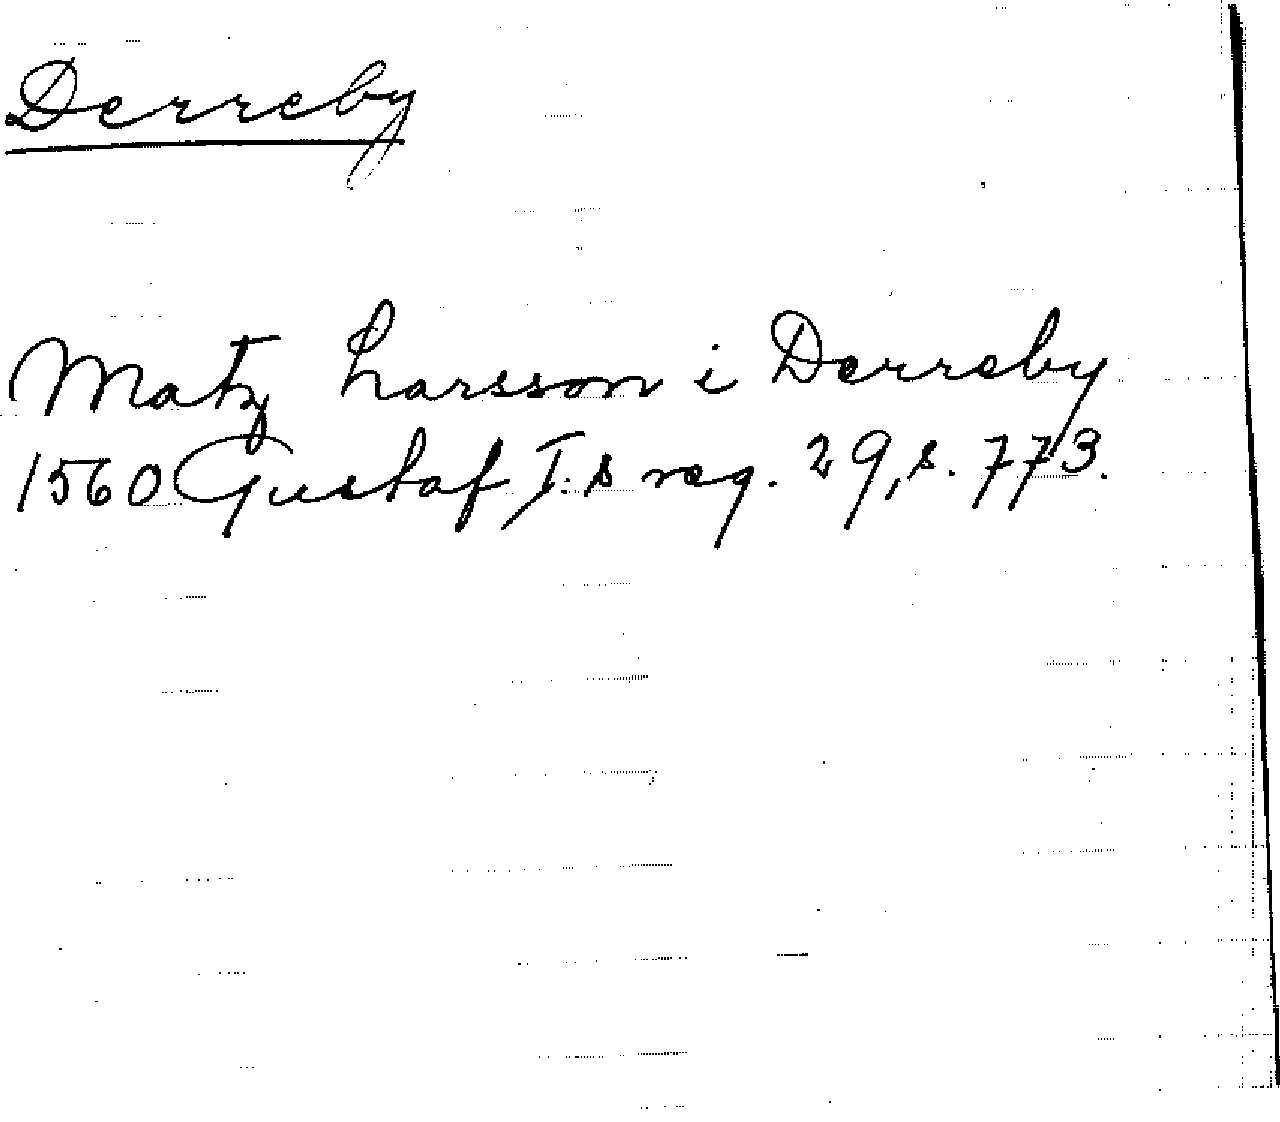 Derreby
Matz Larsson i Derreby
1560 Gustaf I:s reg. 29, s. 773.